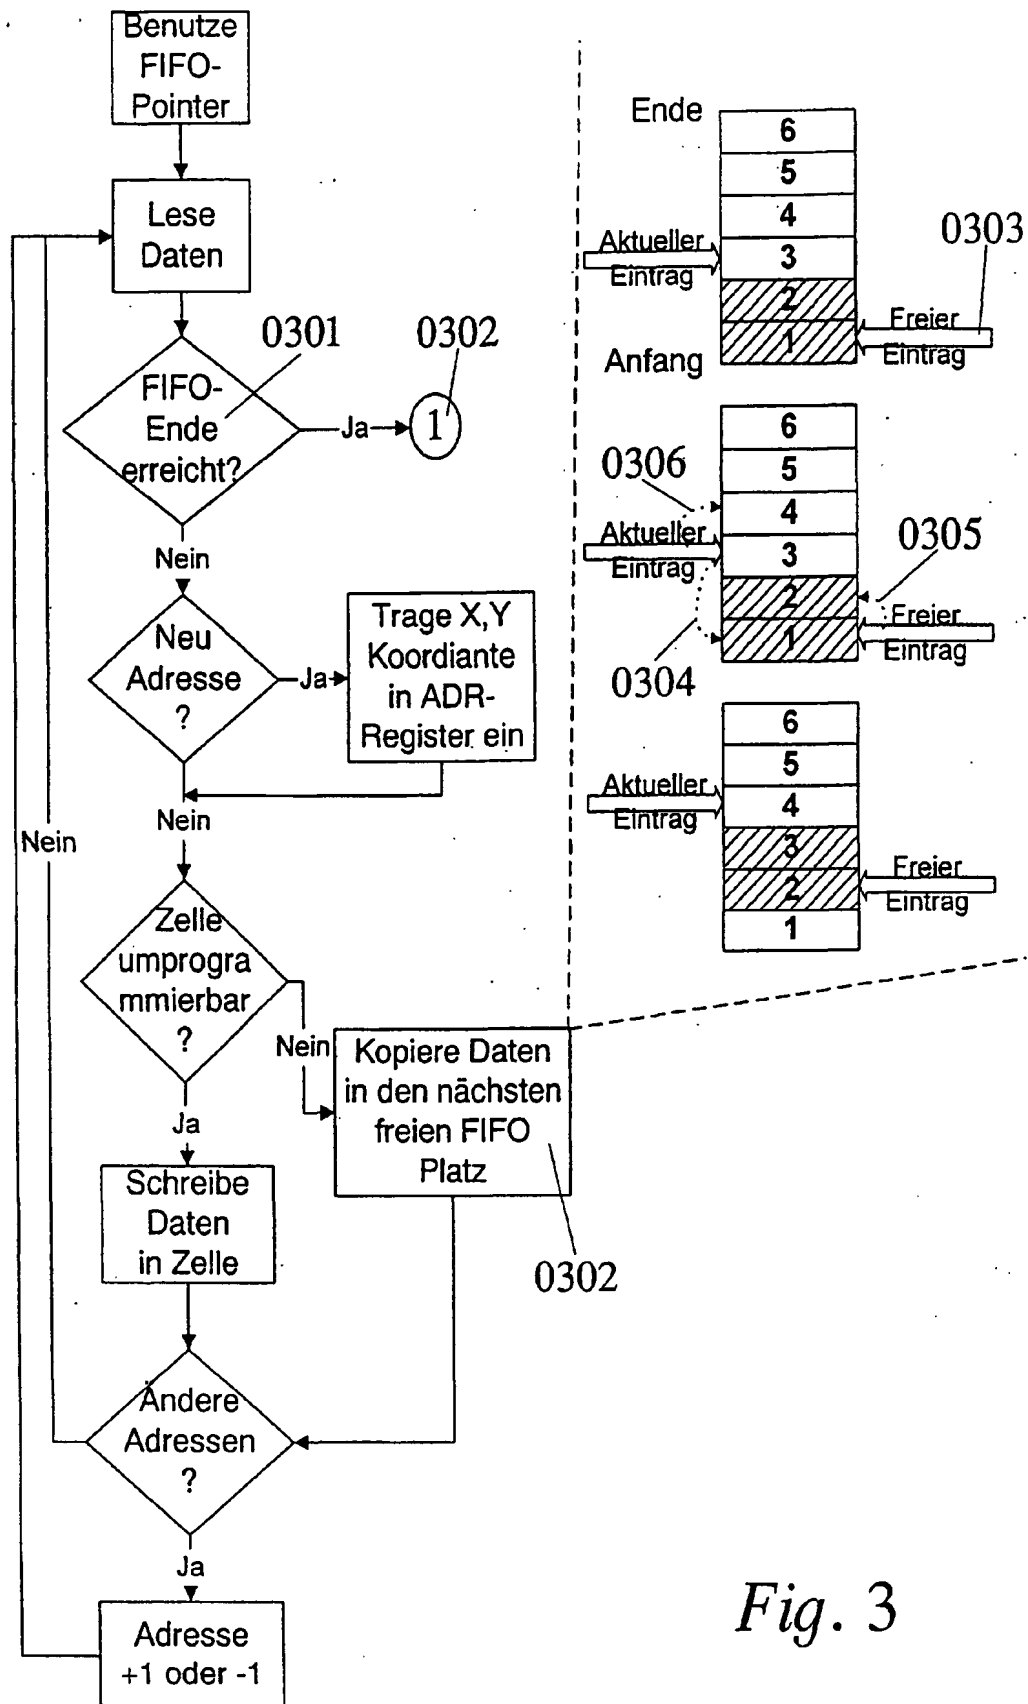 Benutze
FIFO-
Pointer
Lese
Daten
0301
0302
FIFO-
Ende
erreicht?
Ja
1
Nein
Neu
Adresse
?
Ja
Trage X,Y
Koordiante
in ADR-
Register ein
Nein
Nein
Zelle
umprogra
mmierbar
?
Nein
Kopiere Daten
in den nächsten
freien FIFO
Platz
0302
Ja
Schreibe
Daten
in Zelle
Ändere
Adressen
?
Ja
Adresse
+1 oder -1
Ende
6
5
4
3
2
1
Aktueller
Eintrag
0303
Freier
Eintrag
Anfang
6
5
4
3
2
1
0306
Aktueller
Eintrag
0305
Freier
Eintrag
0304
6
5
4
3
2
1
Aktueller
Eintrag
Freier
Eintrag
Fig. 3